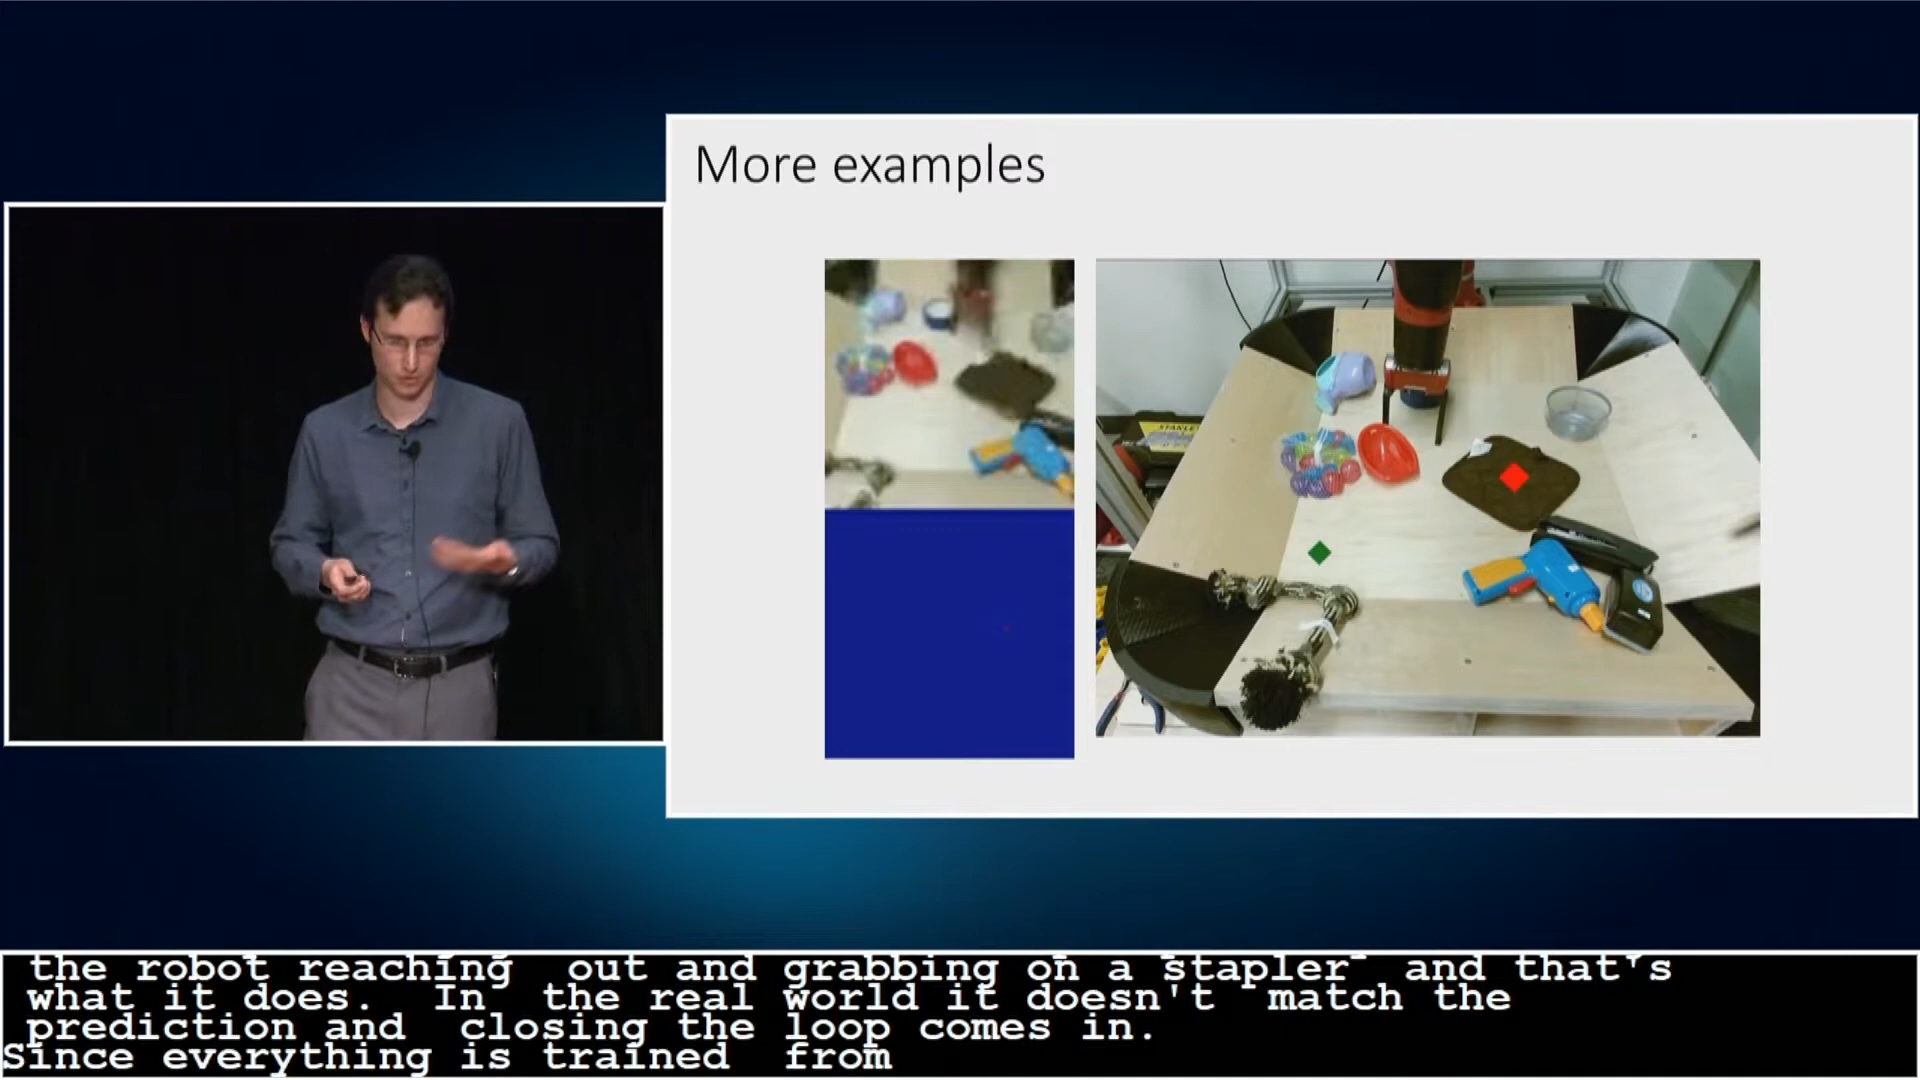 More examples
STANLEY
the robot reaching out and grabbing on a stapler and that's
what it does. In the real world it doesn't match the
prediction and closing the loop comes in.
Since everything is trained from